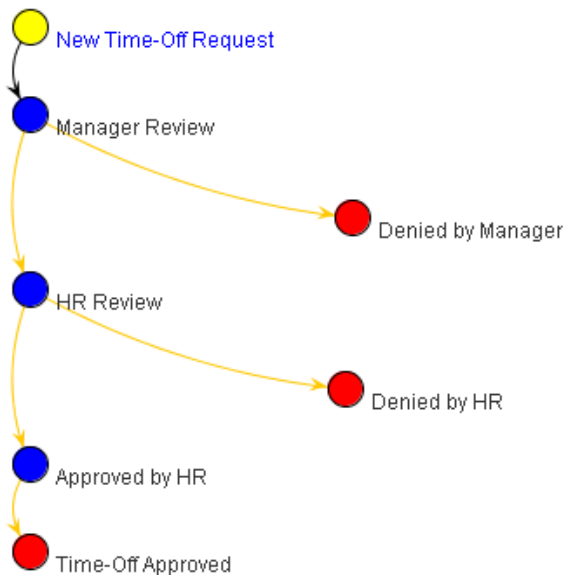 New Time-Off Request
Manager Review
Denied by Manager
HR Review
Denied by HR
Approved by HR
Time-Off Approved